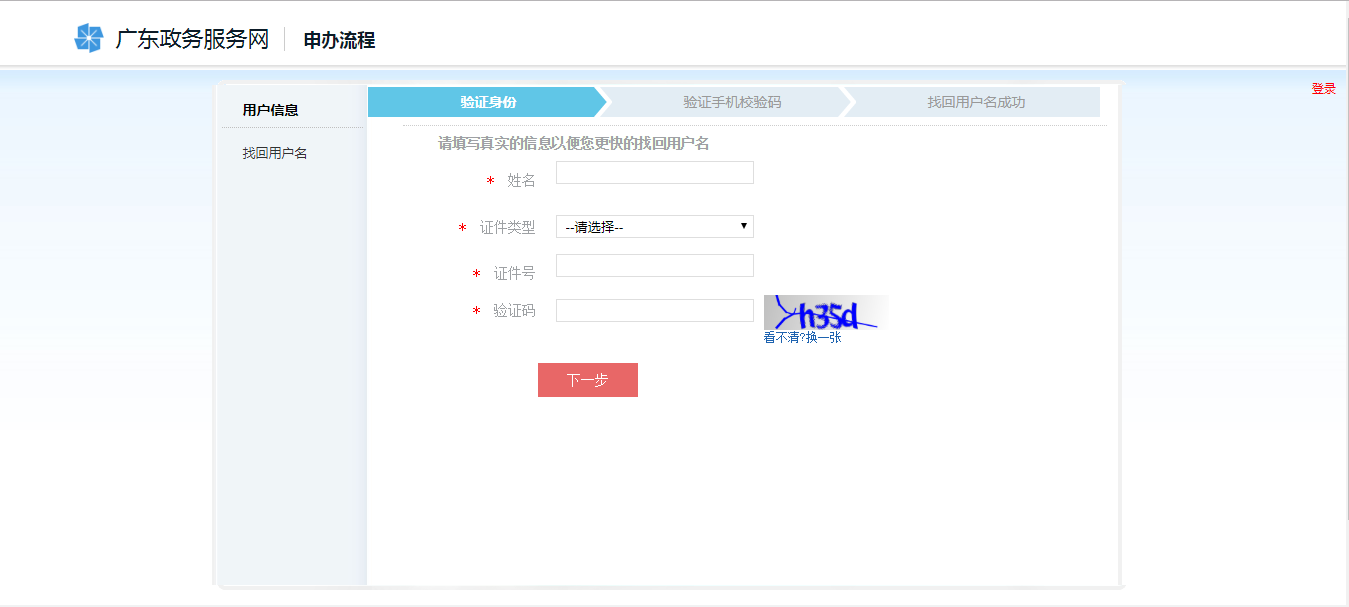 广东政务服务网 申办流程
登录
用户信息
找回用户名
验证身份 验证手机校验码 找回用户名成功
请填写真实的信息以便您更快的找回用户名
* 姓名
* 证件类型 --请选择--
* 证件号
* 验证码 h35d
看不清?换一张
下一步